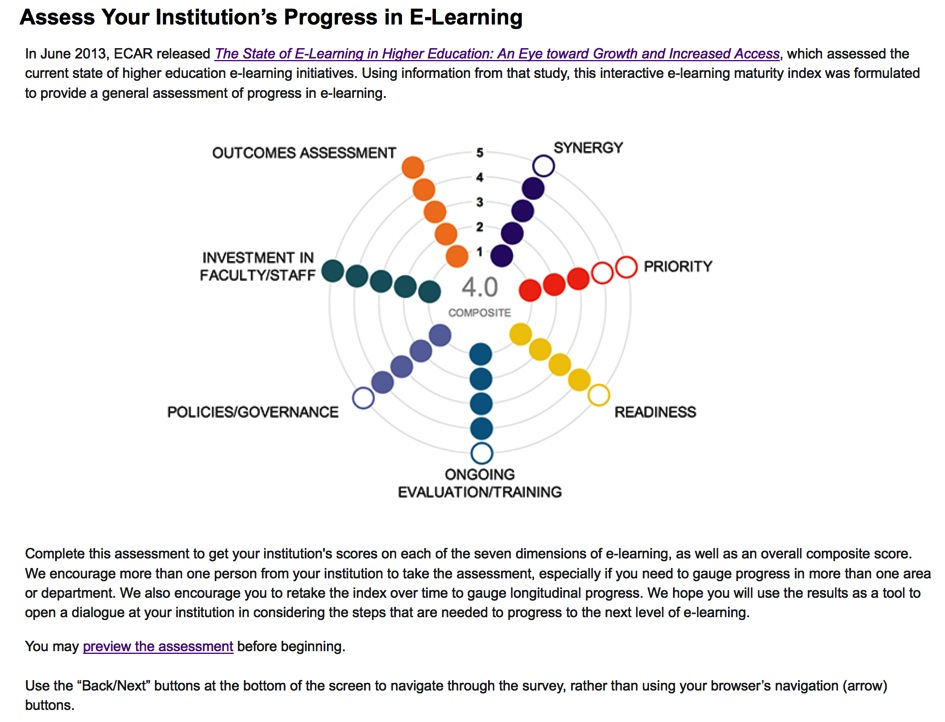 Assess Your Institution's Progress in E-Learning
In June 2013, ECAR released The State of E-Learning in Higher Education: An Eye toward Growth and Increased Access, which assessed the
current state of higher education e-learning initiatives. Using information from that study, this interactive e-learning maturity index was formulated
to provide a general assessment of progress in e-learning.
OUTCOMES ASSESSMENT
5
SYNERGY
4
3
2
1
INVESTMENT IN
FACULTY/STAFF
PRIORITY
4.0
COMPOSITE
POLICIES/GOVERNANCE
READINESS
ONGOING
EVALUATION/TRAINING
Complete this assessment to get your institution's scores on each of the seven dimensions of e-learning, as well as an overall composite score.
We encourage more than one person from your institution to take the assessment, especially if you need to gauge progress in more than one area
or department. We also encourage you to retake the index over time to gauge longitudinal progress. We hope you will use the results as a tool to
open a dialogue at your institution in considering the steps that are needed to progress to the next level of e-learning.
You may preview the assessment before beginning.
Use the “Back/Next” buttons at the bottom of the screen to navigate through the survey, rather than using your browser's navigation (arrow)
buttons.